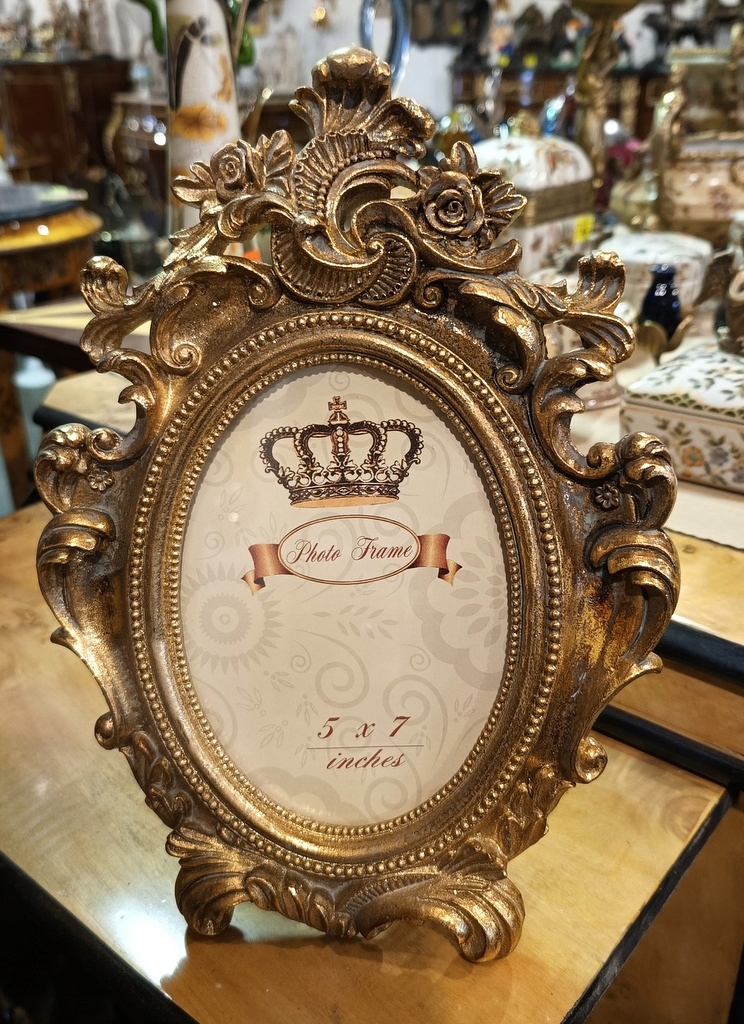 Photo Frame
5 x 7
inches